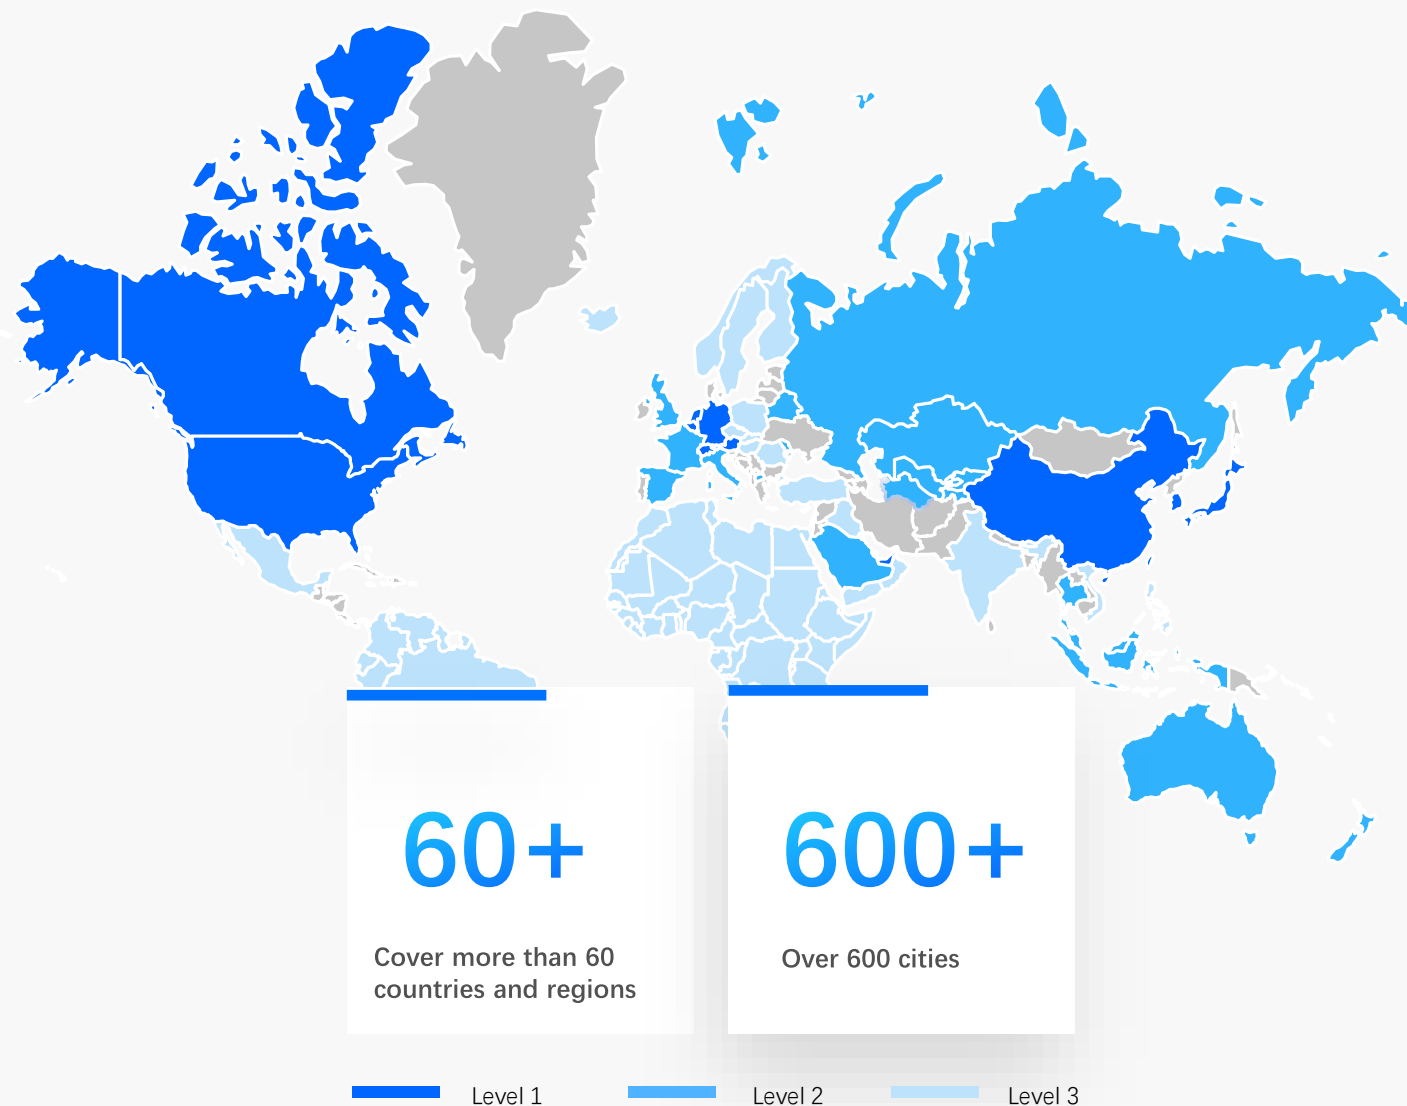 60+
Cover more than 60
countries and regions
600+
Over 600 cities
Level 1
Level 2
Level 3